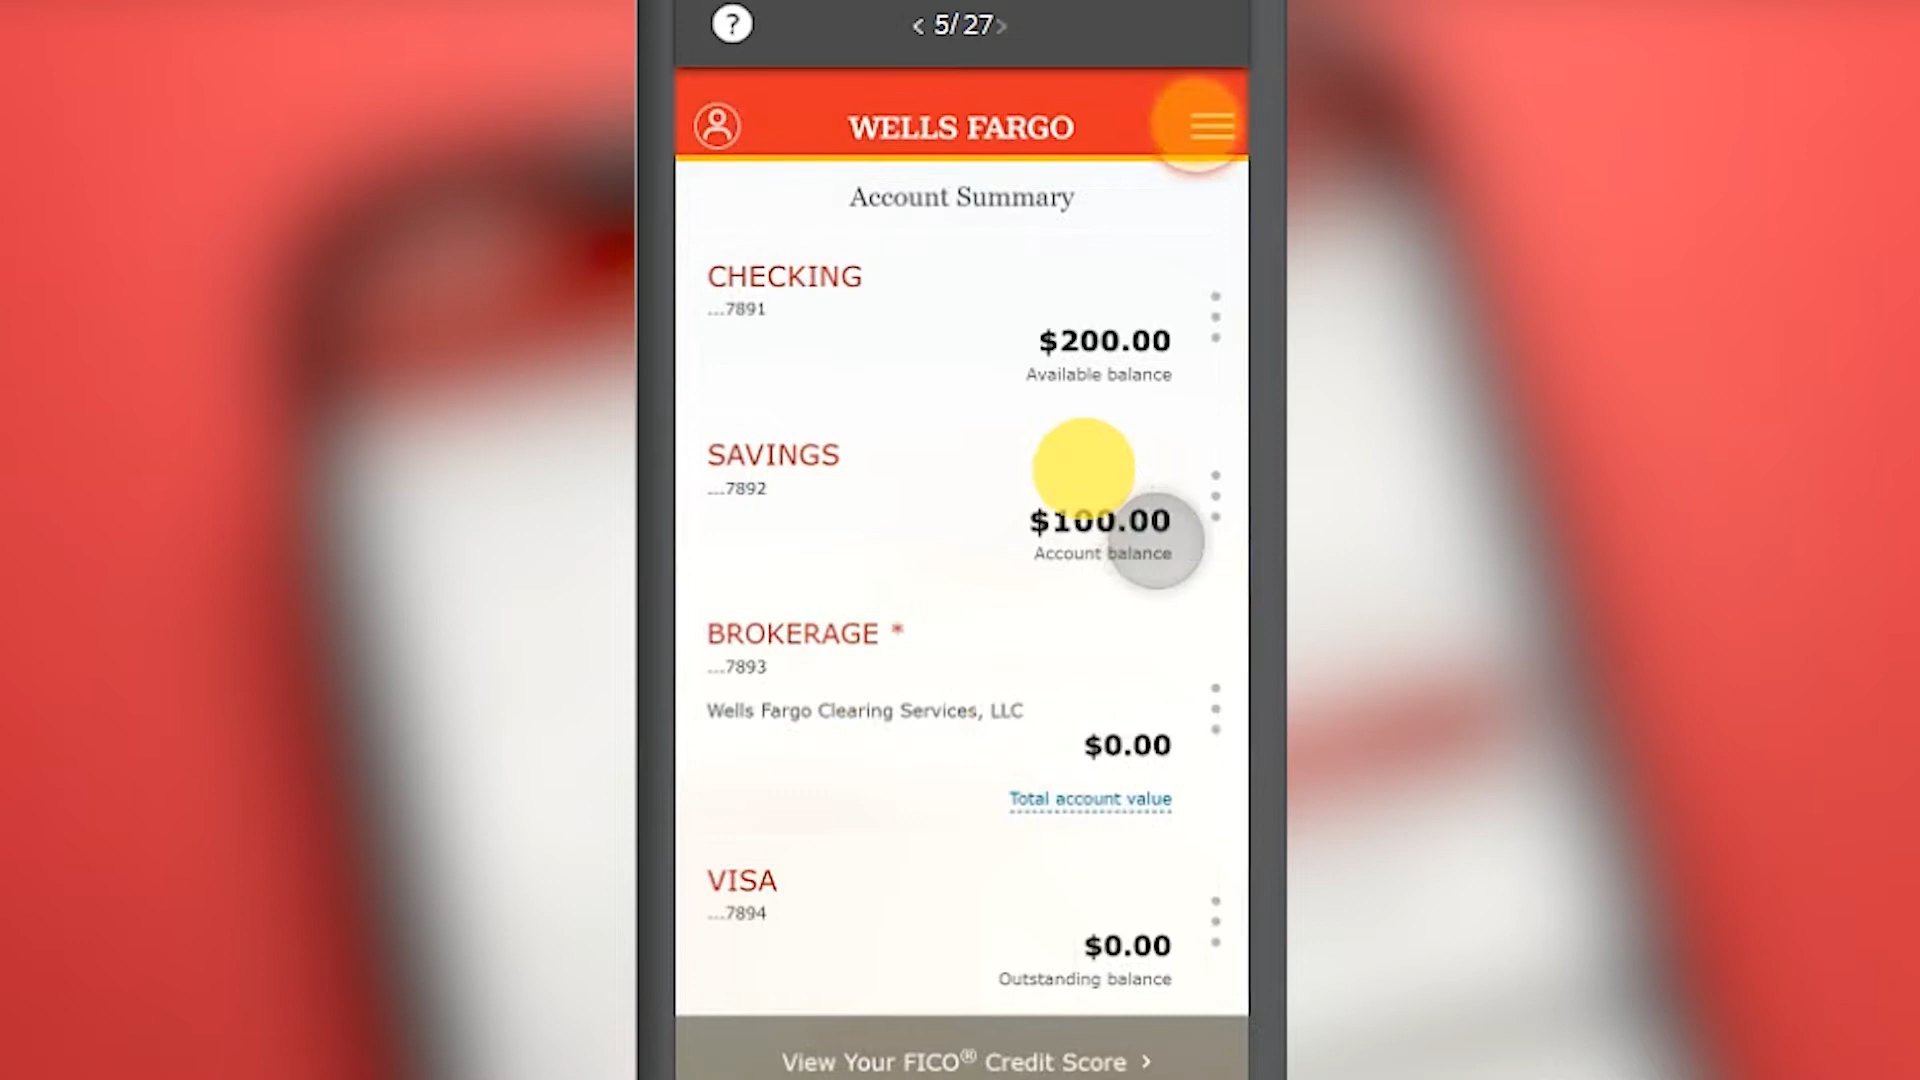 ?
< 5/27>
WELLS FARGO
Account Summary
CHECKING
...7891
$200.00
Available balance
SAVINGS
...7892
$100.00
Account balance
BROKERAGE *
...7893
Wells Fargo Clearing Services, LLC
$0.00
Total account value
VISA
...7894
$0.00
Outstanding balance
View Your FICO® Credit Score >